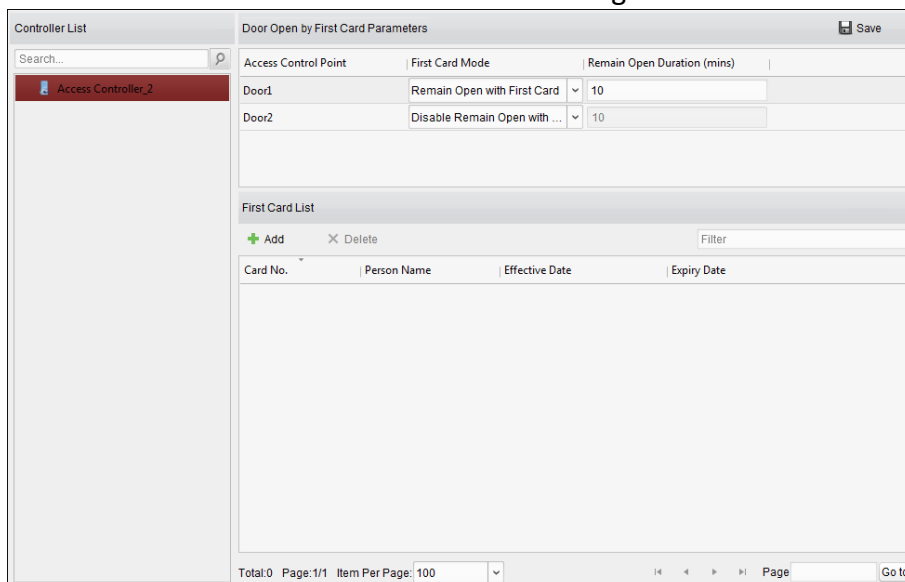 Controller List
Search...
Access Controller_2
Door Open by First Card Parameters
Save
Access Control Point First Card Mode Remain Open Duration (mins)
Door1 Remain Open with First Card 10
Door2 Disable Remain Open with ... 10
First Card List
Add Delete Filter
Card No. Person Name Effective Date Expiry Date
Total:0 Page:1/1 Item Per Page: 100 Page Go to